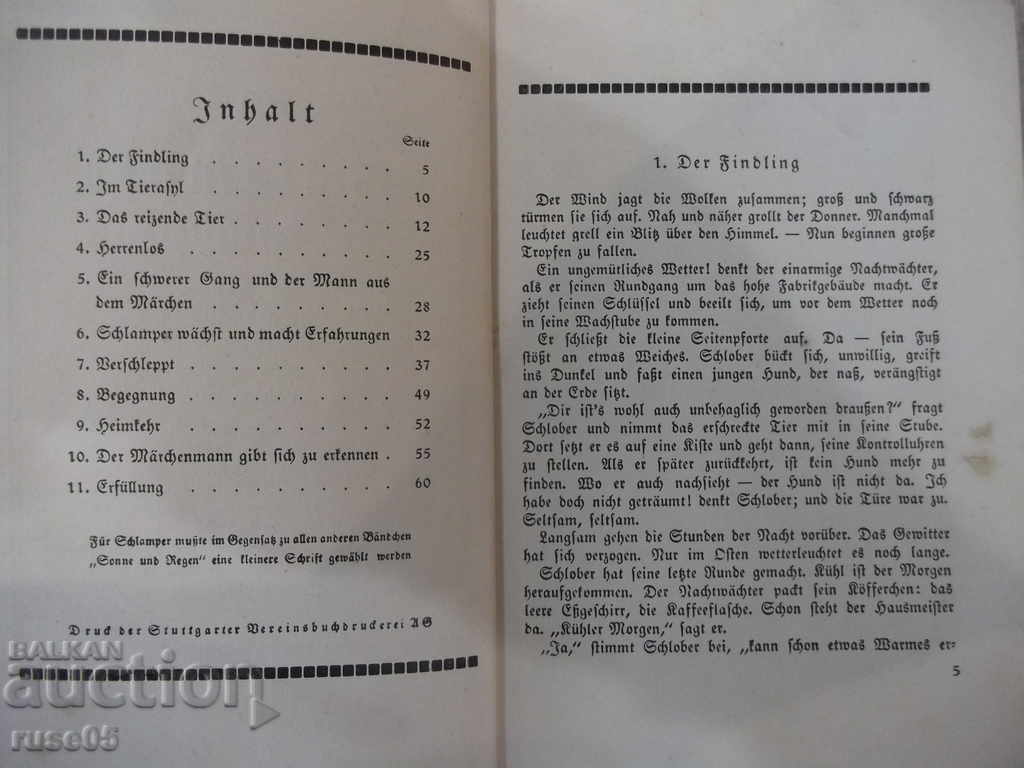 Inhalt
Seite
1. Der Findling . . . . . . . . . . 5
2. Im Tierasyl . . . . . . . . . . 10
3. Das reizende Tier . . . . . . . . 12
4. Herrenlos . . . . . . . . . . . 25
5. Ein schwerer Gang und der Mann aus
dem Märchen . . . . . . . . . . 28
6. Schlamper wächst und macht Erfahrungen 32
7. Verschleppt . . . . . . . . . . 37
8. Begegnung . . . . . . . . . . 49
9. Heimkehr . . . . . . . . . . . 52
10. Der Märchenmann gibt sich zu erkennen . 55
11. Erfüllung . . . . . . . . . . . 60
Für Schlamper mußte im Gegensatz zu allen anderen Bändchen
„Sonne und Regen“ eine kleinere Schrift gewählt werden
Druck der Stuttgarter Vereinsbuchdruckerei AG
1. Der Findling
Der Wind jagt die Wolken zusammen; groß und schwarz
türmen sie sich auf. Nah und näher grollt der Donner. Manchmal
leuchtet grell ein Blitz über den Himmel. — Nun beginnen große
Tropfen zu fallen.
Ein ungemütliches Wetter! denkt der einarmige Nachtwächter,
als er seinen Rundgang um das hohe Fabrikgebäude macht. Er
zieht seinen Schlüssel und beeilt sich, um vor dem Wetter noch
in seine Wachstube zu kommen.
Er schließt die kleine Seitenpforte auf. Da — sein Fuß
stößt an etwas Weiches. Schlober bückt sich, unwillig, greift
ins Dunkel und faßt einen jungen Hund, der naß, verängstigt
an der Erde sitzt.
„Dir ist's wohl auch unbehaglich geworden draußen?“ fragt
Schlober und nimmt das erschreckte Tier mit in seine Stube.
Dort setzt er es auf eine Kiste und geht dann, seine Kontrolluhren
zu stellen. Als er später zurückkehrt, ist kein Hund mehr zu
finden. Wo er auch nachsieht — der Hund ist nicht da. Ich
habe doch nicht geträumt! denkt Schlober; und die Türe war zu.
Seltsam, seltsam.
Langsam gehen die Stunden der Nacht vorüber. Das Gewitter
hat sich verzogen. Nur im Osten wetterleuchtet es noch lange.
Schlober hat seine letzte Runde gemacht. Kühl ist der Morgen
heraufgekommen. Der Nachtwächter packt sein Köfferchen: das
leere Eßgeschirr, die Kaffeeflasche. Schon steht der Hausmeister
da. „Kühler Morgen,“ sagt er.
„Ja,“ stimmt Schlober bei, „kann schon etwas Warmes er-
5
BALKAN
auction
ruse05